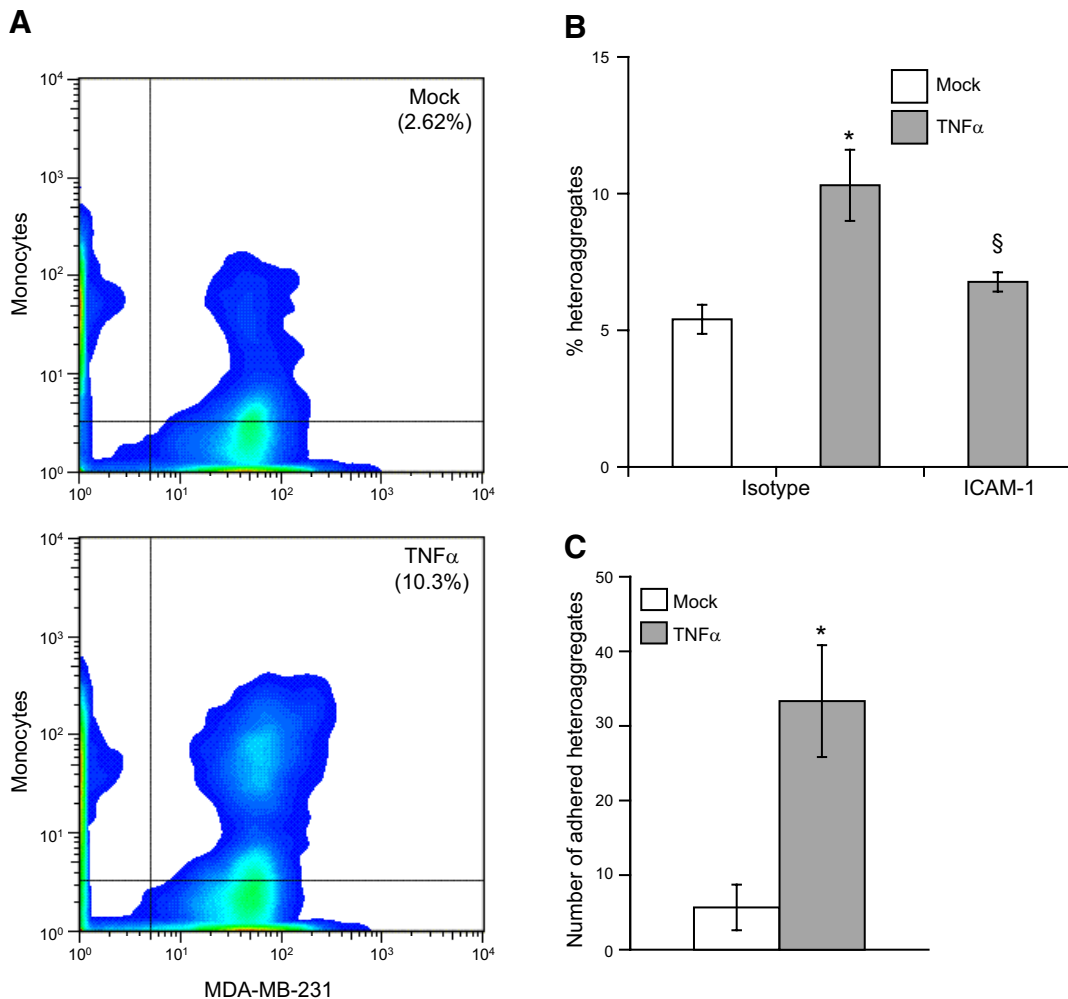 A
Mock
(2.62%)
10⁴
10³
10²
10¹
10⁰
Monocytes
10⁰ 10¹ 10² 10³ 10⁴
TNFα
(10.3%)
10⁴
10³
10²
10¹
10⁰
Monocytes
10⁰ 10¹ 10² 10³ 10⁴
MDA-MB-231
B
15
10
5
0
% heteroaggregates
Mock
TNFα
*
§
Isotype ICAM-1
C
50
40
30
20
10
0
Number of adhered heteroaggregates
Mock
TNFα
*